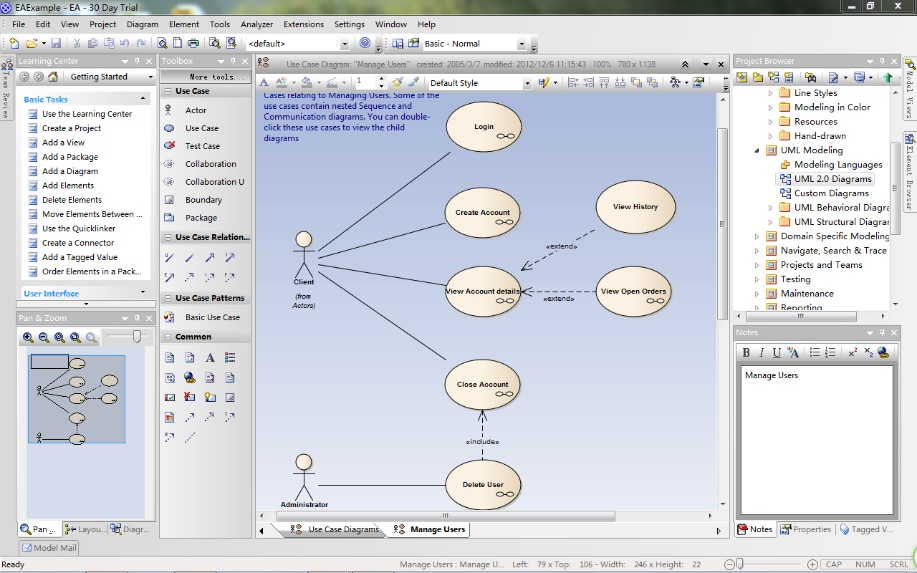 EAExample - EA - 30 Day Trial
File Edit View Project Diagram Element Tools Analyzer Extensions Settings Window Help
<default> Basic - Normal
Learning Center
Getting Started
Basic Tasks
Use the Learning Center
Create a Project
Add a View
Add a Package
Add a Diagram
Add Elements
Delete Elements
Move Elements Between ...
Use the Quicklinker
Create a Connector
Add a Tagged Value
Order Elements in a Pack...
User Interface
Pan & Zoom
Pan ... Layou... Diagr...
Model Mail
Team Review
Toolbox
More tools...
Use Case
Actor
Use Case
Test Case
Collaboration
Collaboration U
Boundary
Package
Use Case Relation...
Use Case Patterns
Basic Use Case
Common
Use Case Diagram: "Manage Users" created: 2005/3/7 modified: 2012/12/6 11:15:43 100% 780 x 1138
1 Default Style
Cases relating to Managing Users. Some of the
use cases contain nested Sequence and
Communication diagrams. You can double-
click these use cases to view the child
diagrams
Login
Create Account
View History
«extend»
Client
(from
Actors)
View Account details
View Open Orders
«extend»
Close Account
«include»
Delete User
Administrator
Use Case Diagrams Manage Users
Project Browser
Line Styles
Modeling in Color
Resources
Hand-drawn
UML Modeling
Modeling Languages
UML 2.0 Diagrams
Custom Diagrams
UML Behavioral Diagra
UML Structural Diagra
Domain Specific Modeling
Navigate, Search & Trace
Projects and Teams
Testing
Maintenance
Reporting
Notes
B I U A x² x₂
Manage Users
Notes Properties Tagged V...
Model Views
Element Browser
Ready
Manage Users : Manage U... Left: 79 x Top: 106 - Width: 246 x Height: 22
CAP NUM SCRL